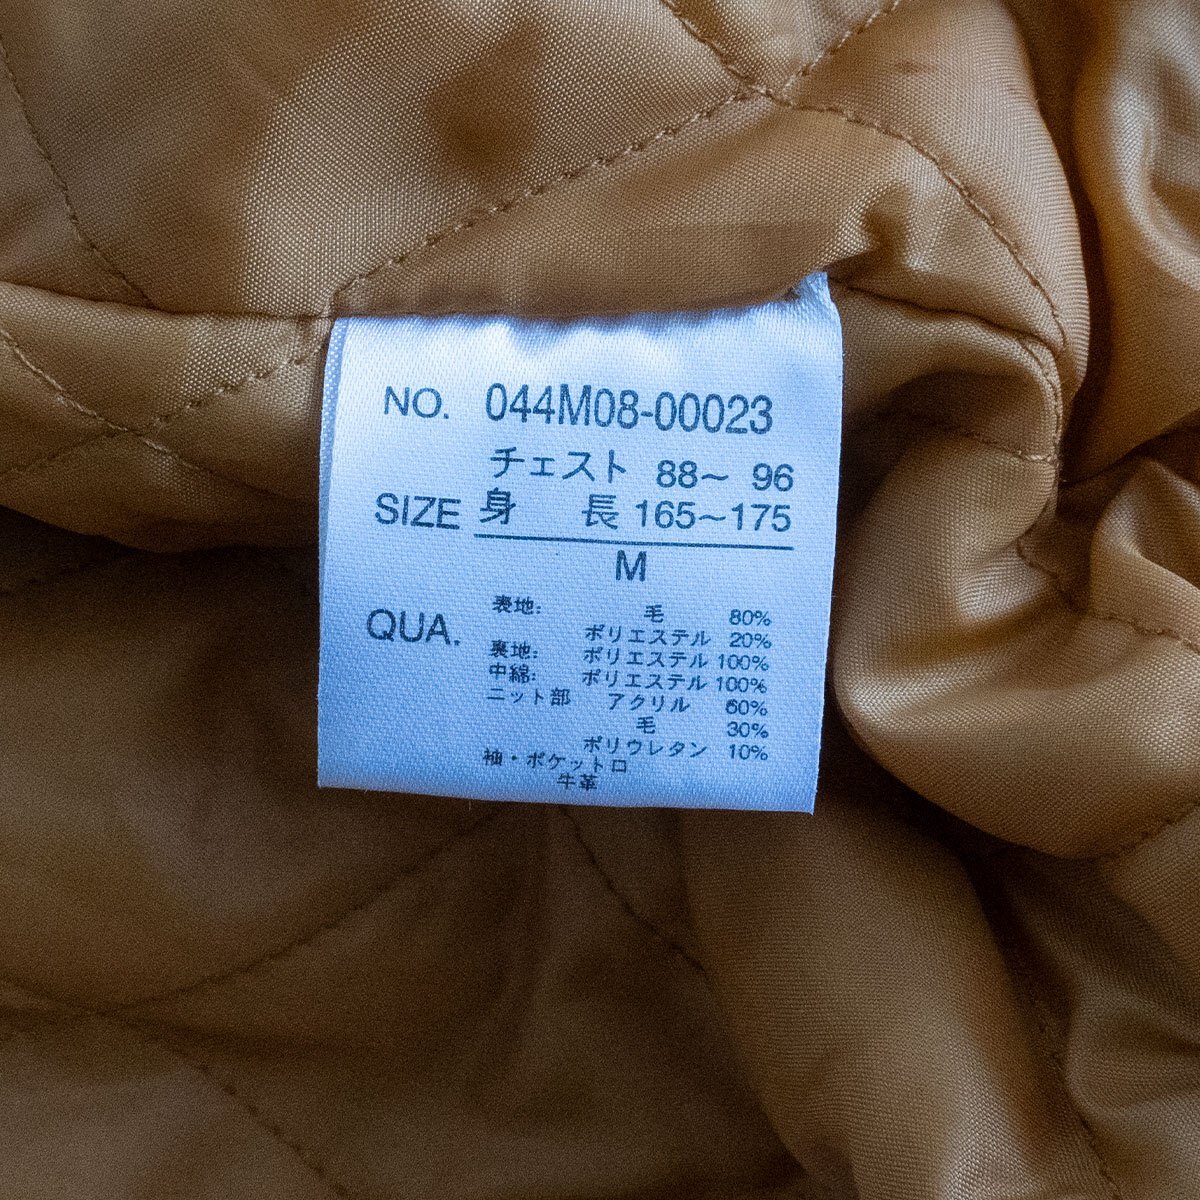 NO. 044M08-00023
チェスト 88~ 96
SIZE 身 長 165~175
M
QUA. 表地: 毛 80%
ポリエステル 20%
裏地: ポリエステル 100%
中綿: ポリエステル 100%
ニット部 アクリル 60%
毛 30%
ポリウレタン 10%
袖・ポケット口
牛革